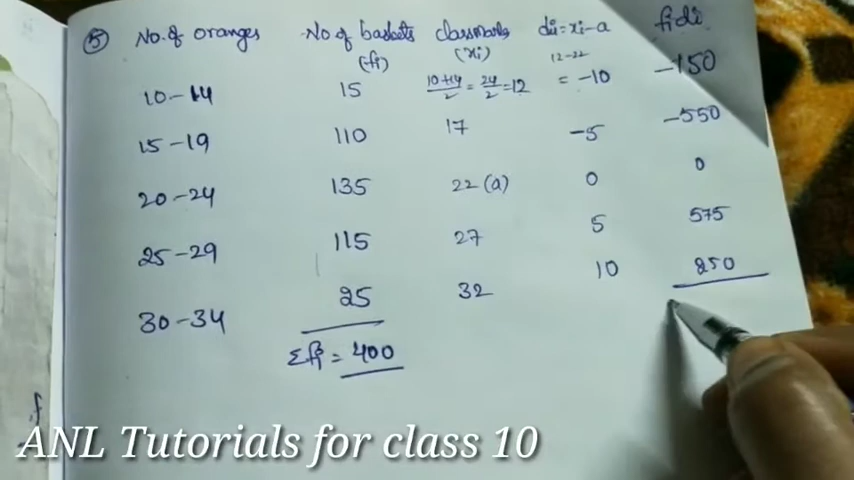 (5) No. of oranges No of baskets (fi) classmarks (xi) di = xi - a fidi
10 - 14 15 10+14/2 = 24/2 = 12 12-22 = -10 -150
15 - 19 110 17 -5 -550
20 - 24 135 22 (a) 0 0
25 - 29 115 27 5 575
30 - 34 25 32 10 250
Σfi = 400
ANL Tutorials for class 10